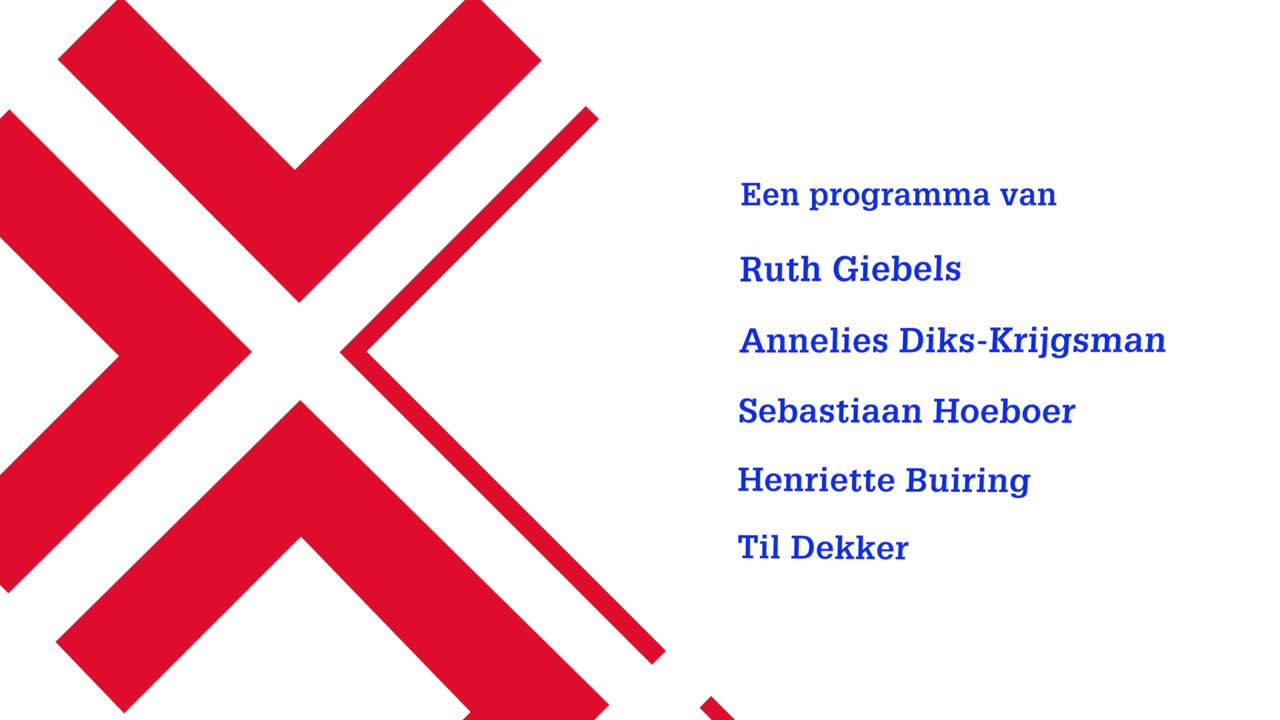 Een programma van
Ruth Giebels
Annelies Diks-Krijgsman
Sebastiaan Hoeboer
Henriette Buiring
Til Dekker